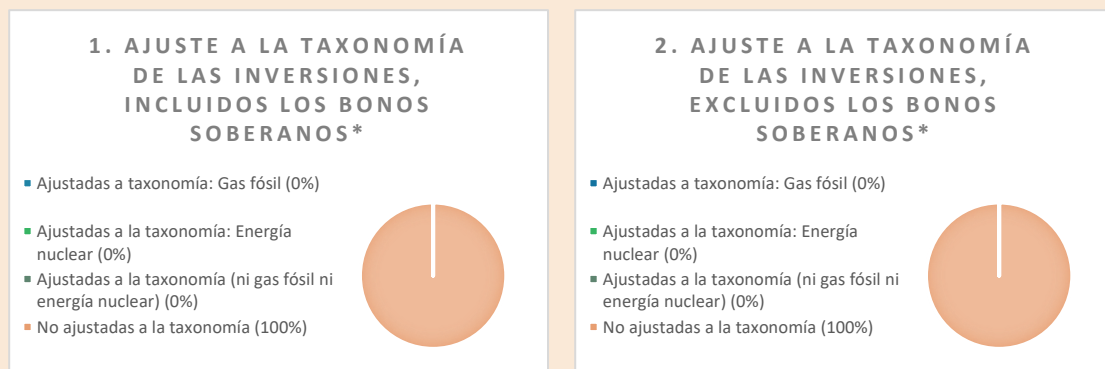 1. AJUSTE A LA TAXONOMÍA
DE LAS INVERSIONES,
INCLUIDOS LOS BONOS
SOBERANOS*
Ajustadas a taxonomía: Gas fósil (0%)
Ajustadas a la taxonomía: Energía
nuclear (0%)
Ajustadas a la taxonomía (ni gas fósil ni
energía nuclear) (0%)
No ajustadas a la taxonomía (100%)
2. AJUSTE A LA TAXONOMÍA
DE LAS INVERSIONES,
EXCLUIDOS LOS BONOS
SOBERANOS*
Ajustadas a taxonomía: Gas fósil (0%)
Ajustadas a la taxonomía: Energía
nuclear (0%)
Ajustadas a la taxonomía (ni gas fósil ni
energía nuclear) (0%)
No ajustadas a la taxonomía (100%)